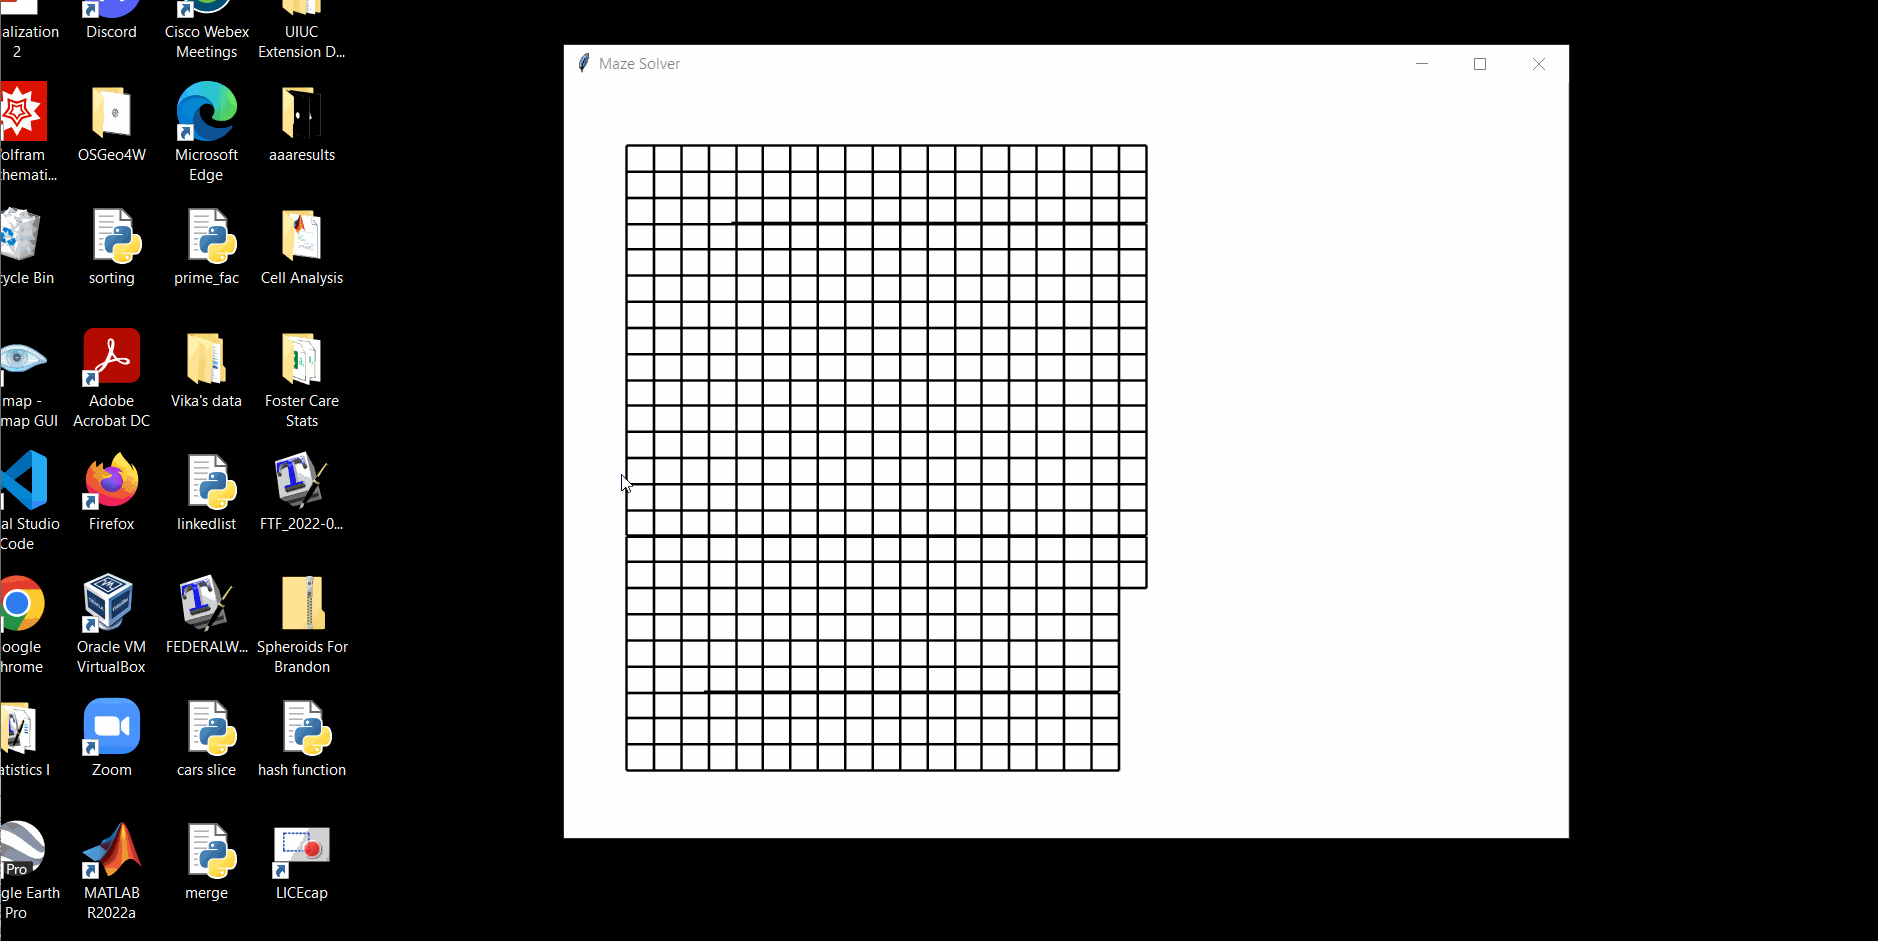 alization
2
Discord
Cisco Webex
Meetings
UIUC
Extension D...
Maze Solver
olfram
hemati...
OSGeo4W
Microsoft
Edge
aaaresults
cycle Bin
sorting
prime_fac
Cell Analysis
map -
map GUI
Adobe
Acrobat DC
Vika's data
Foster Care
Stats
al Studio
Code
Firefox
linkedlist
FTF_2022-0...
oogle
hrome
Oracle VM
VirtualBox
FEDERALW...
Spheroids For
Brandon
atistics I
Zoom
cars slice
hash function
Pro
gle Earth
Pro
MATLAB
R2022a
merge
LICEcap